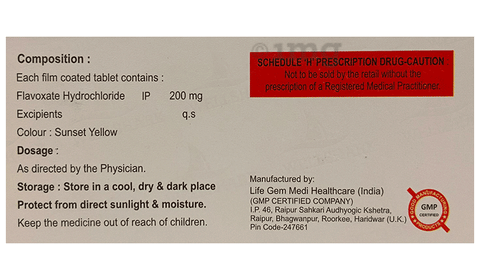 Composition :
Each film coated tablet contains :
Flavoxate Hydrochloride IP 200 mg
Excipients q.s
Colour : Sunset Yellow
Dosage :
As directed by the Physician.
Storage : Store in a cool, dry & dark place
Protect from direct sunlight & moisture.
Keep the medicine out of reach of children.
1mg
SCHEDULE 'H' PRESCRIPTION DRUG-CAUTION
Not to be sold by the retail without the
prescription of a Registered Medical Practitioner.
Manufactured by:
Life Gem Medi Healthcare (India)
(GMP CERTIFIED COMPANY)
I.P. 46, Raipur Sahkari Audhyogic Kshetra,
Raipur, Bhagwanpur, Roorkee, Haridwar (U.K.)
Pin Code-247661
GOOD MANUFACTURING
GMP
CERTIFIED
PRODUCTS